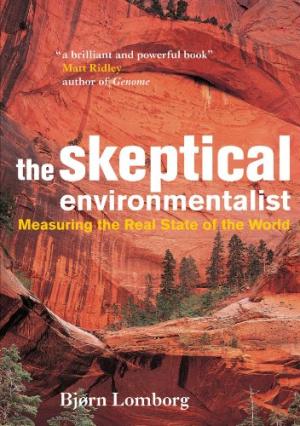 “a brilliant and powerful book”
Matt Ridley
author of Genome
the skeptical
environmentalist
Measuring the Real State of the World
Bjørn Lomborg